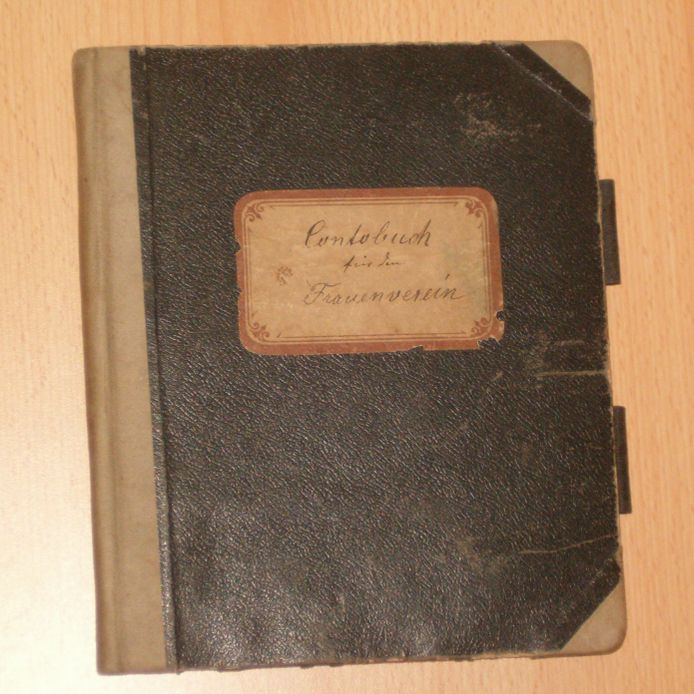 Contobuch
für den
Frauenverein